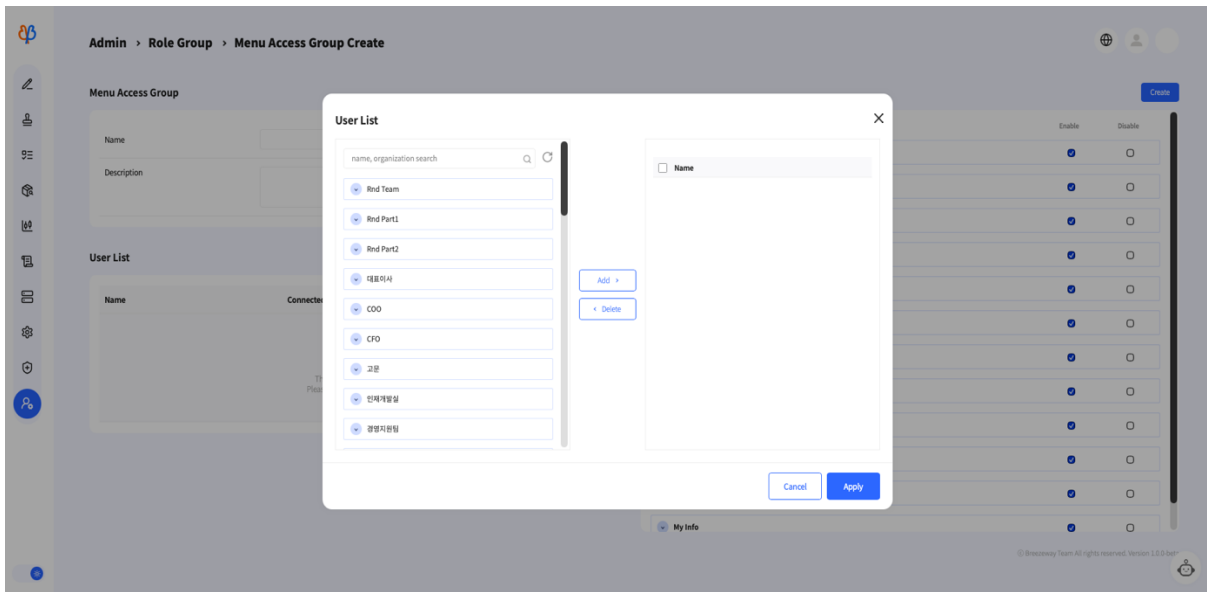 Admin > Role Group > Menu Access Group Create
Menu Access Group
Create
Name
Description
Enable Disable
User List
Name Connected
My Info
User List
name, organization search
Rnd Team
Rnd Part1
Rnd Part2
대표이사
COO
CFO
고문
인재개발실
경영지원팀
Add >
< Delete
Name
Cancel
Apply
ⓒ Breezeway Team All rights reserved. Version 1.0.0